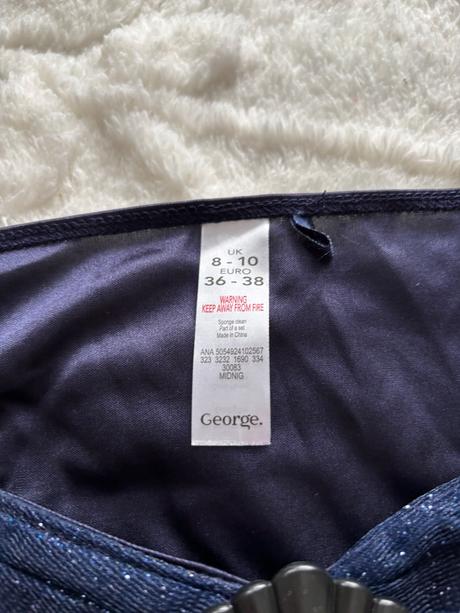 UK
8 - 10
EURO
36 - 38
WARNING
KEEP AWAY FROM FIRE
Sponge clean
Part of a set
Made in China
ANA 5054924102567
323 3232 1690 334
30083
MIDNIG
George.